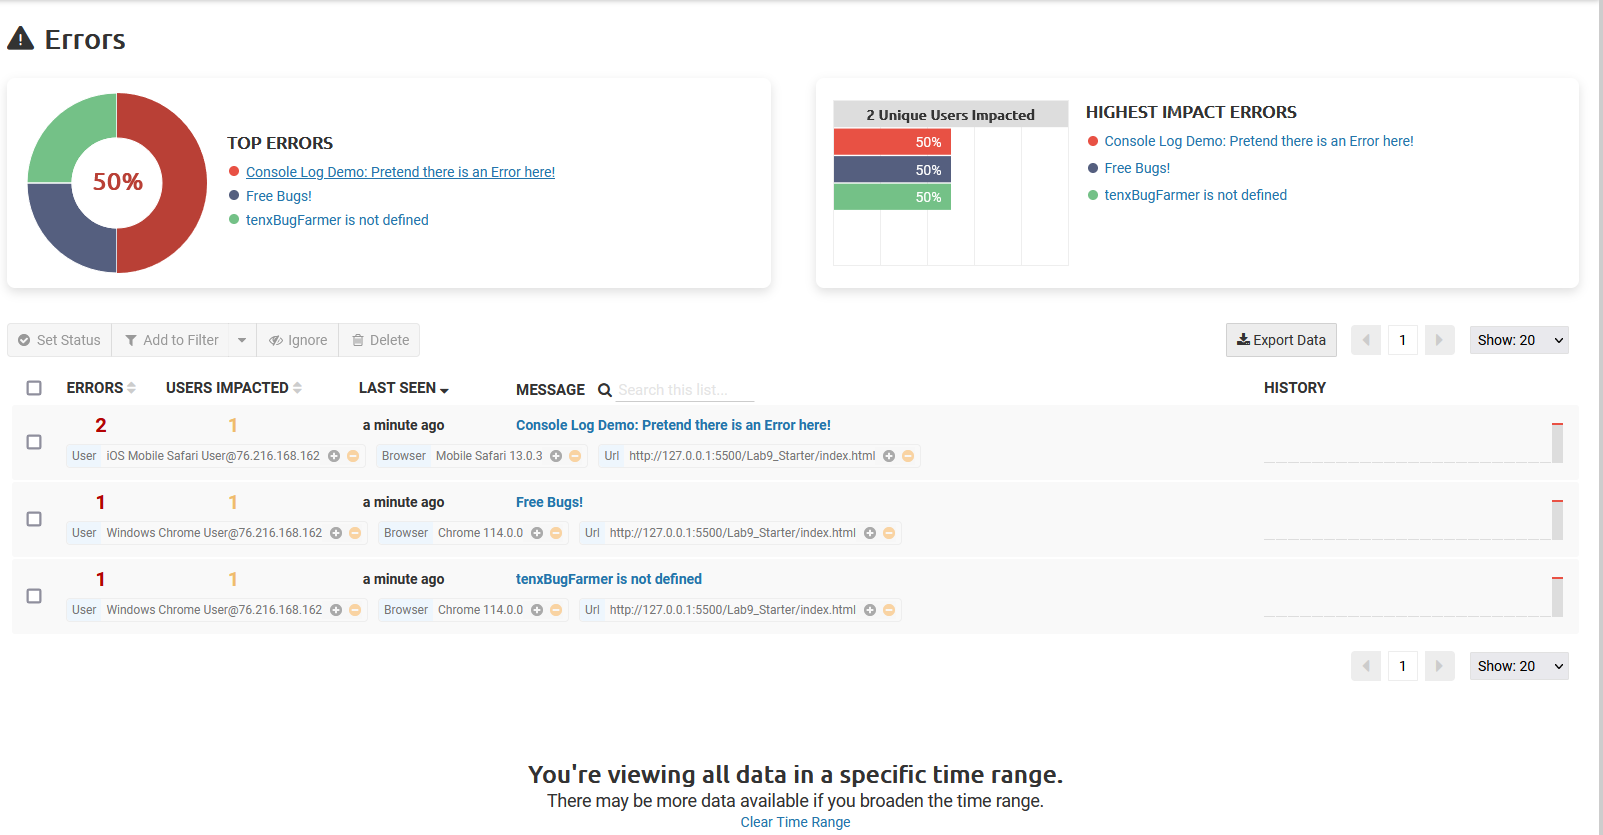 Errors
50%
TOP ERRORS
Console Log Demo: Pretend there is an Error here!
Free Bugs!
tenxBugFarmer is not defined
2 Unique Users Impacted
50%
50%
50%
HIGHEST IMPACT ERRORS
Console Log Demo: Pretend there is an Error here!
Free Bugs!
tenxBugFarmer is not defined
Set Status Add to Filter Ignore Delete
Export Data 1 Show: 20
ERRORS USERS IMPACTED LAST SEEN MESSAGE Search this list... HISTORY
2 1 a minute ago Console Log Demo: Pretend there is an Error here!
User iOS Mobile Safari User@76.216.168.162 Browser Mobile Safari 13.0.3 Url http://127.0.0.1:5500/Lab9_Starter/index.html
1 1 a minute ago Free Bugs!
User Windows Chrome User@76.216.168.162 Browser Chrome 114.0.0 Url http://127.0.0.1:5500/Lab9_Starter/index.html
1 1 a minute ago tenxBugFarmer is not defined
User Windows Chrome User@76.216.168.162 Browser Chrome 114.0.0 Url http://127.0.0.1:5500/Lab9_Starter/index.html
1 Show: 20
You're viewing all data in a specific time range.
There may be more data available if you broaden the time range.
Clear Time Range